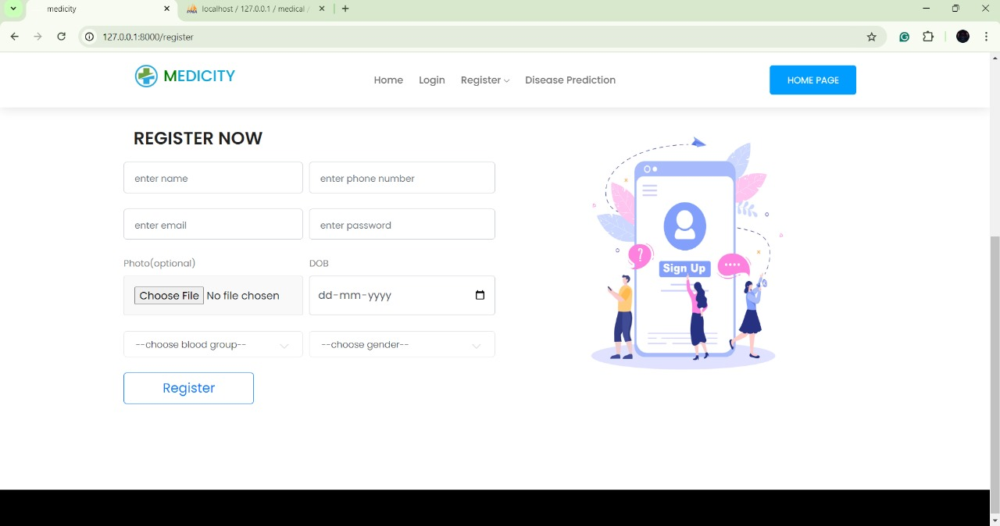 medicity
localhost / 127.0.0.1 / medical /
127.0.0.1:8000/register
MEDICITY
Home Login Register Disease Prediction
HOME PAGE
REGISTER NOW
enter name enter phone number
enter email enter password
Photo(optional) DOB
Choose File No file chosen dd-mm-yyyy
--choose blood group-- --choose gender--
Register
?
Sign Up